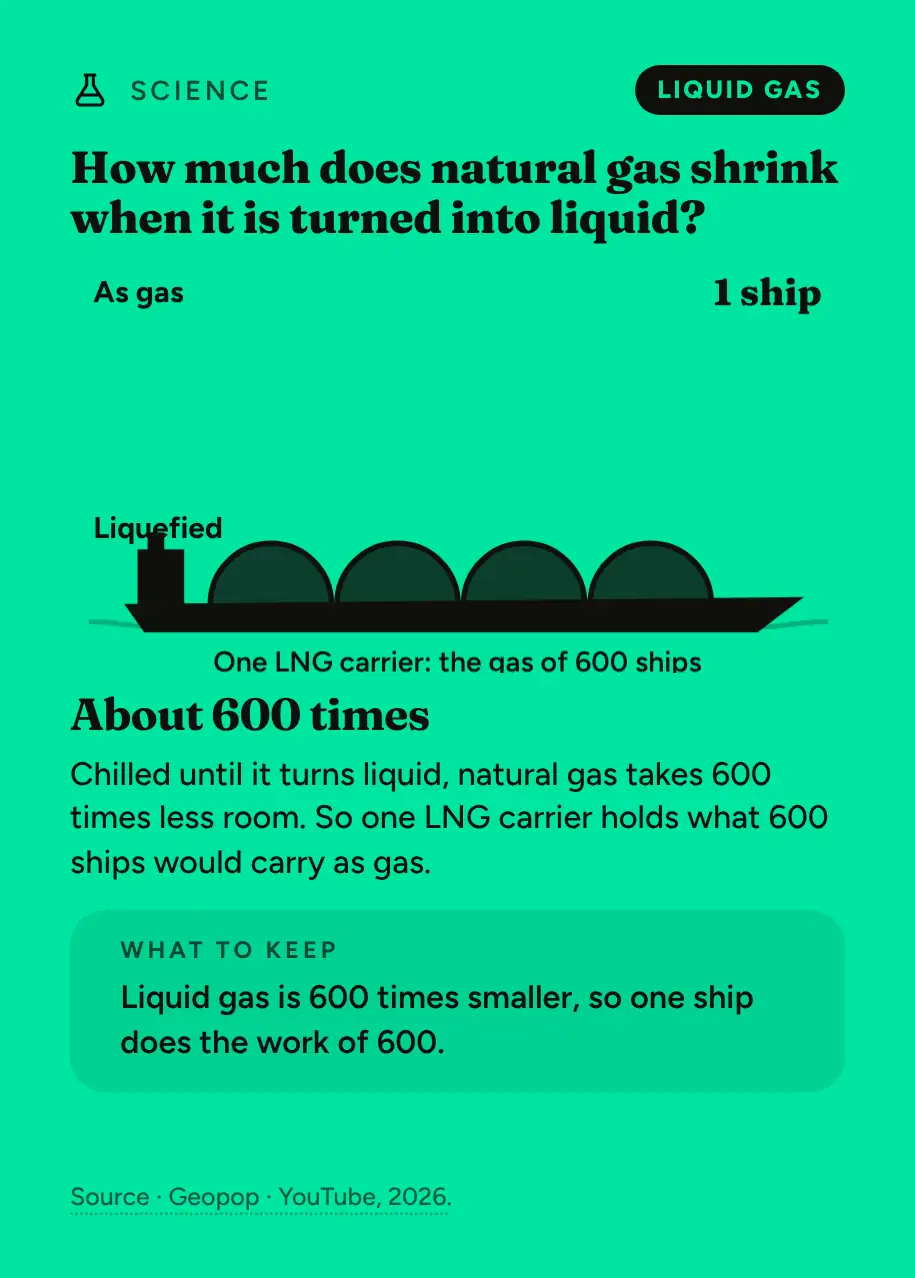 SCIENCE
LIQUID GAS
How much does natural gas shrink
when it is turned into liquid?
As gas
1 ship
Liquefied
One LNG carrier: the gas of 600 ships
About 600 times
Chilled until it turns liquid, natural gas takes 600
times less room. So one LNG carrier holds what 600
ships would carry as gas.
WHAT TO KEEP
Liquid gas is 600 times smaller, so one ship
does the work of 600.
Source · Geopop · YouTube, 2026.